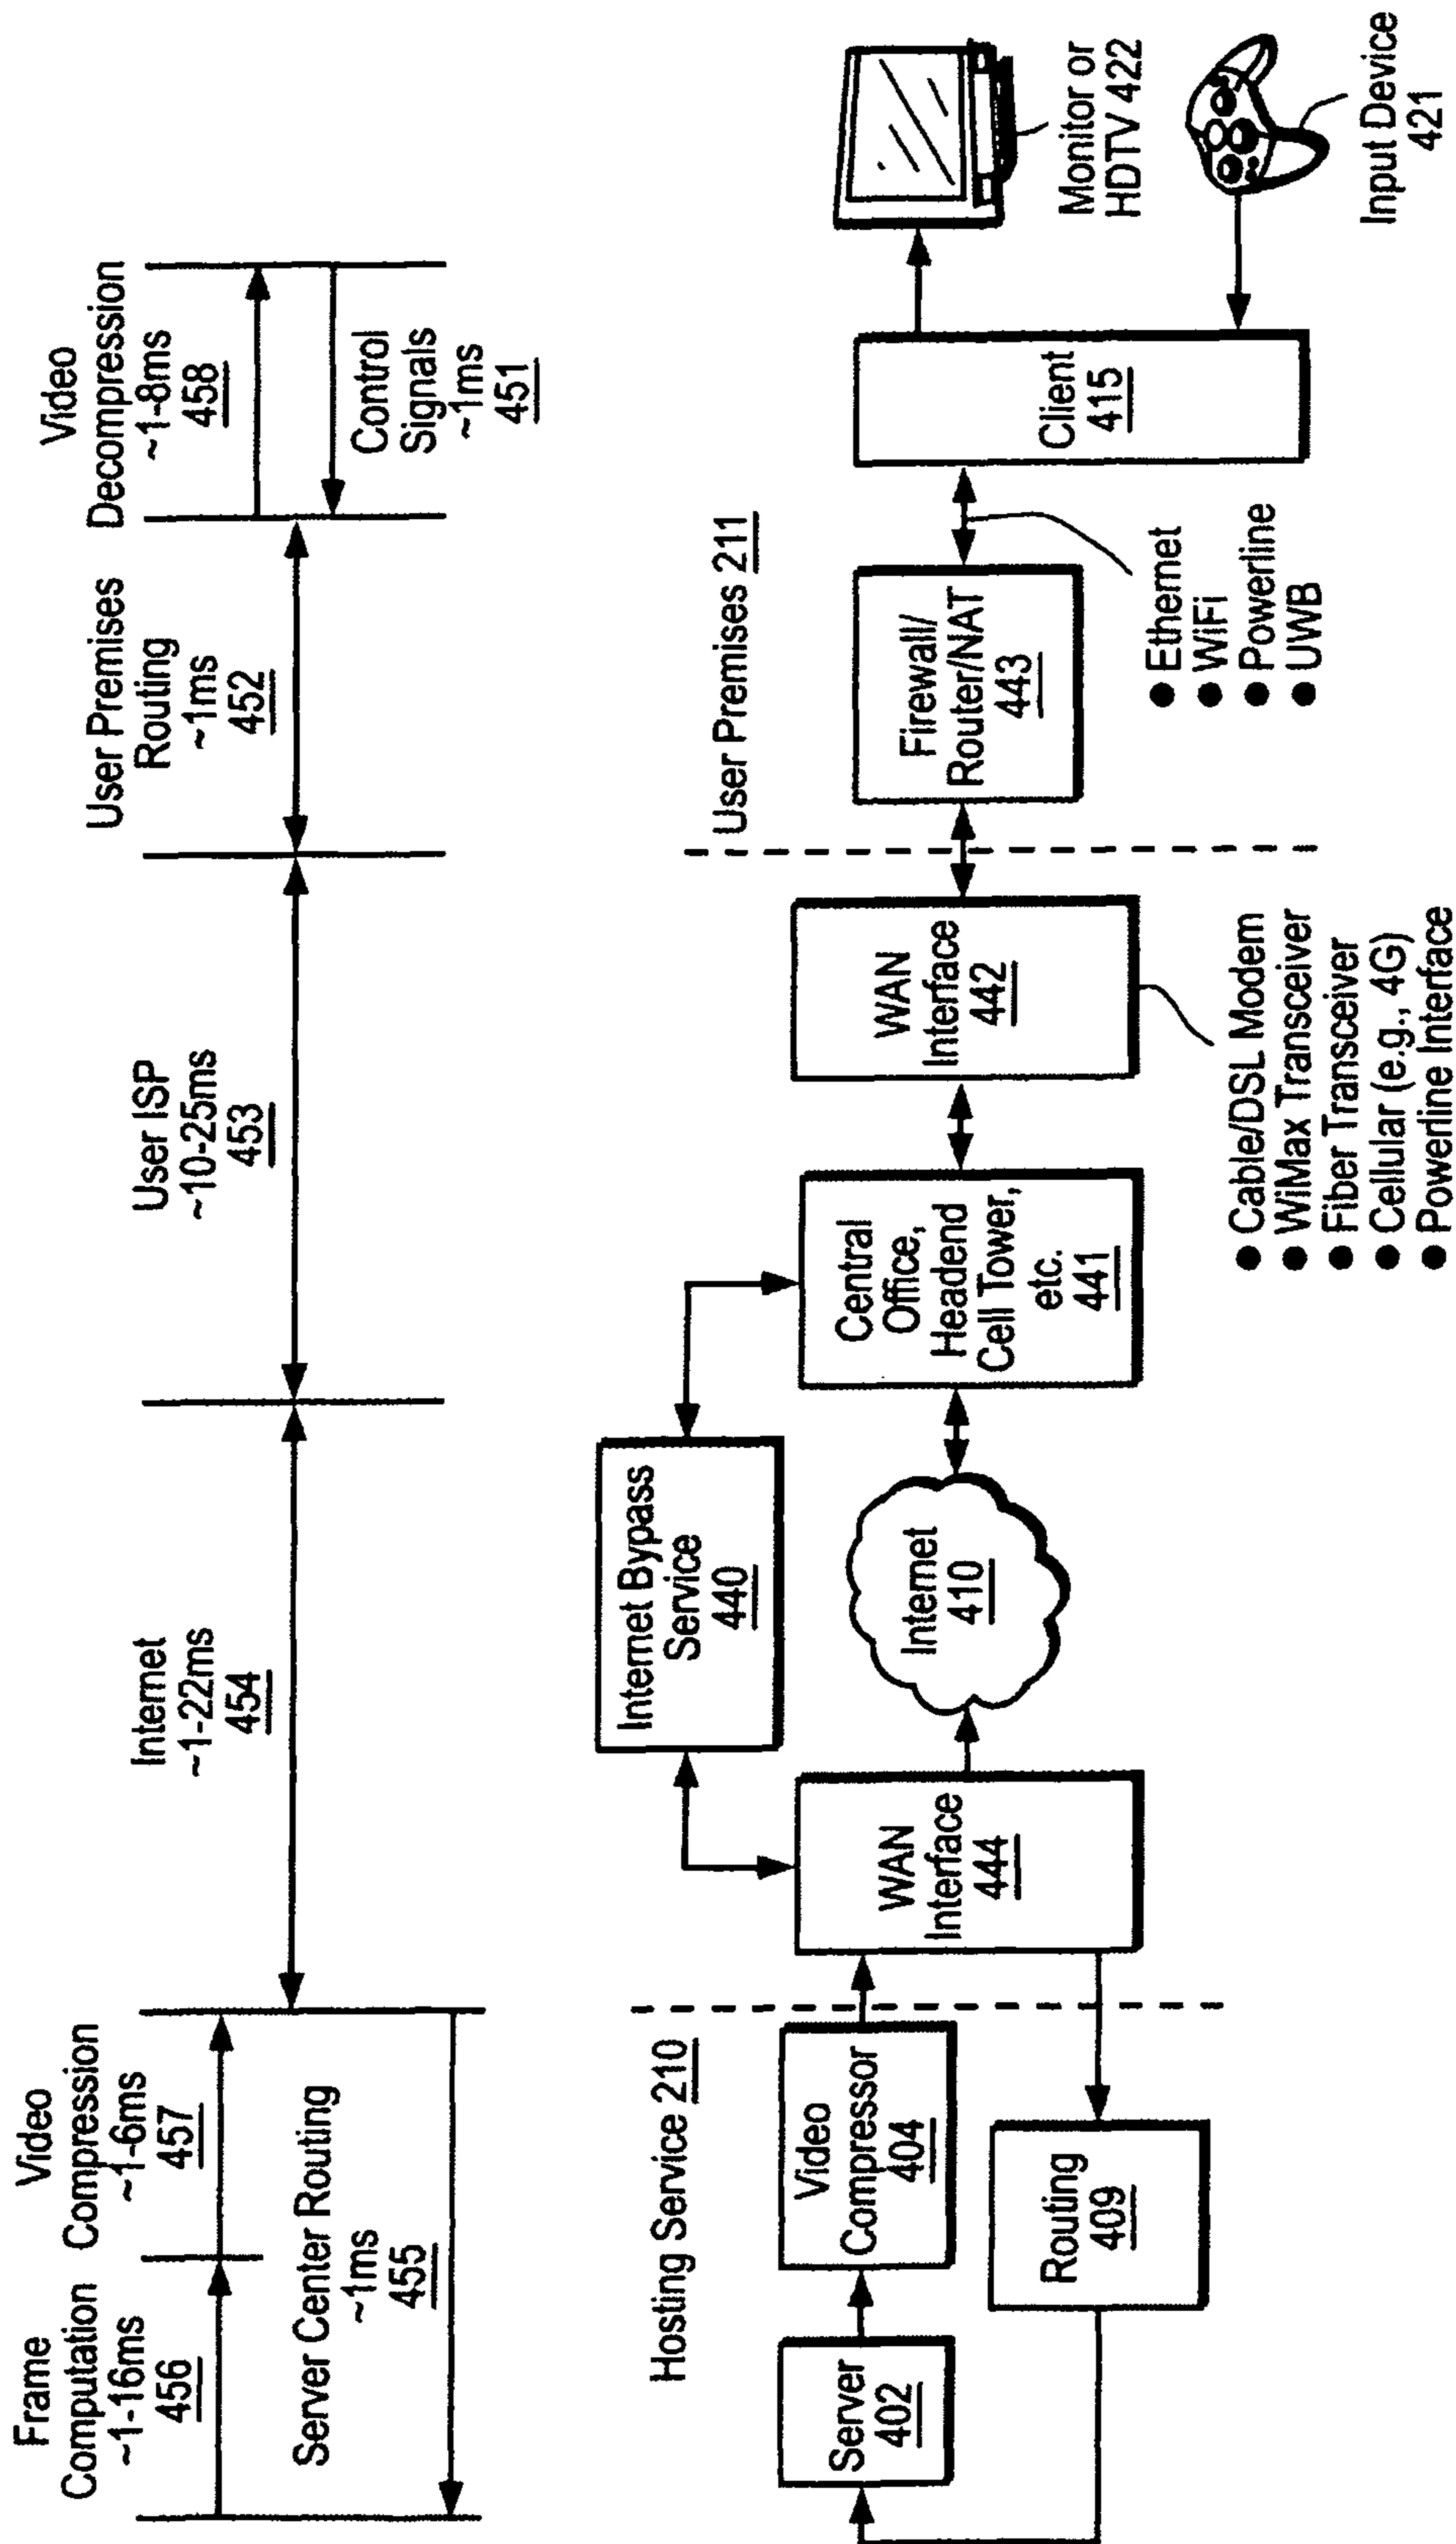 Frame
Computation
~1-16ms
456
Video
Compression
~1-6ms
457
Server Center Routing
~1ms
455
Internet
~1-22ms
454
User ISP
~10-25ms
453
User Premises
Routing
~1ms
452
Video
Decompression
~1-8ms
458
Control
Signals
~1ms
451
Hosting Service 210
Server
402
Video
Compressor
404
Routing
409
WAN
Interface
444
Internet Bypass
Service
440
Internet
410
Central
Office,
Headend
Cell Tower,
etc.
441
WAN
Interface
442
● Cable/DSL Modem
● WiMax Transceiver
● Fiber Transceiver
● Cellular (e.g., 4G)
● Powerline Interface
User Premises 211
Firewall/
Router/NAT
443
● Ethernet
● WiFi
● Powerline
● UWB
Client
415
Monitor or
HDTV 422
Input Device
421